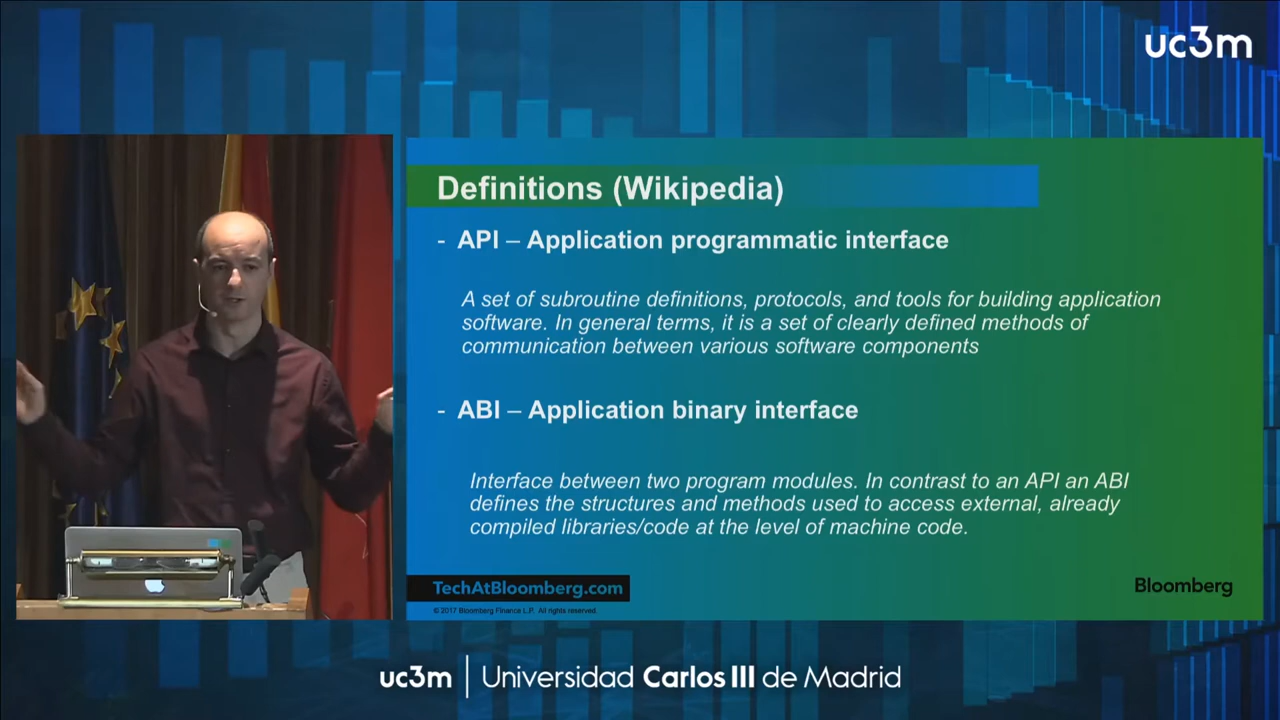 uc3m
Definitions (Wikipedia)
- API – Application programmatic interface
A set of subroutine definitions, protocols, and tools for building application
software. In general terms, it is a set of clearly defined methods of
communication between various software components
- ABI – Application binary interface
Interface between two program modules. In contrast to an API an ABI
defines the structures and methods used to access external, already
compiled libraries/code at the level of machine code.
TechAtBloomberg.com
Bloomberg
© 2017 Bloomberg Finance L.P. All rights reserved.
uc3m | Universidad Carlos III de Madrid